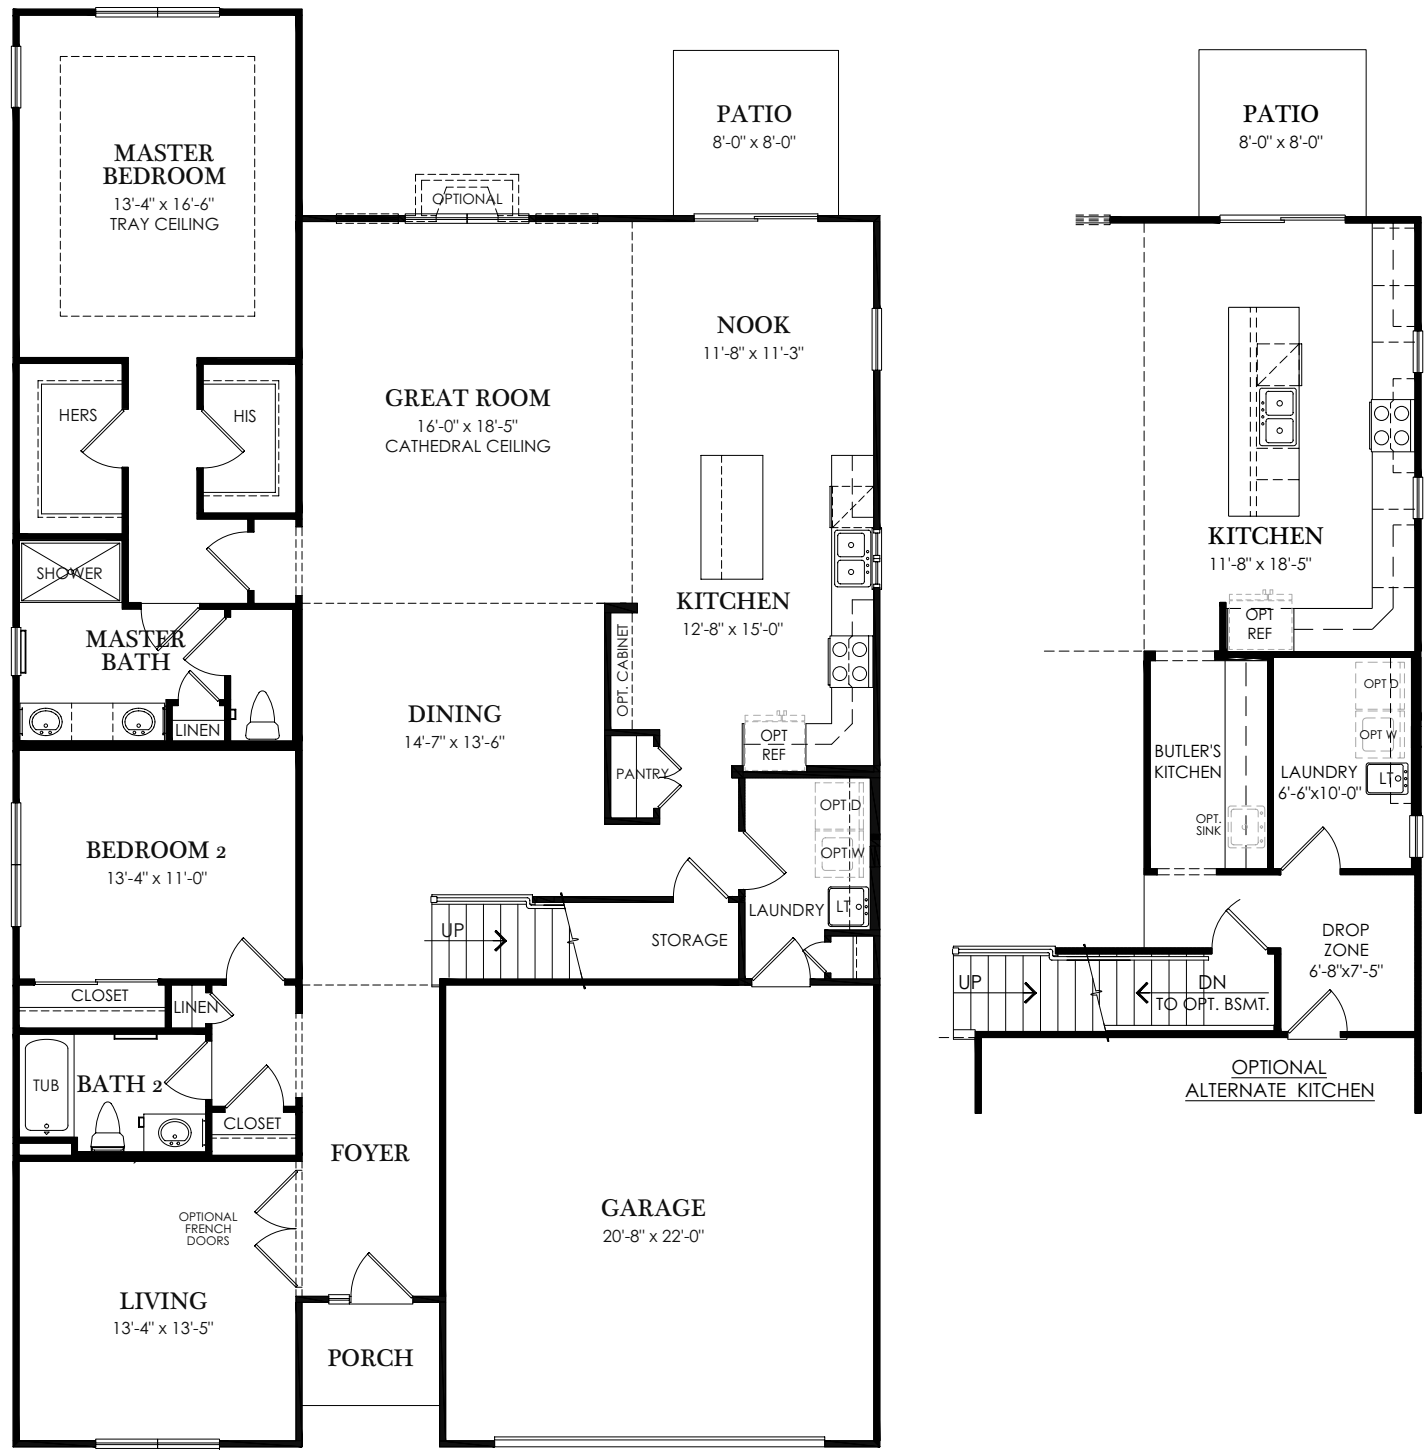 MASTER
BEDROOM
13'-4" x 16'-6"
TRAY CEILING
PATIO
8'-0" x 8'-0"
OPTIONAL
NOOK
11'-8" x 11'-3"
GREAT ROOM
16'-0" x 18'-5"
CATHEDRAL CEILING
HERS
HIS
SHOWER
MASTER
BATH
LINEN
KITCHEN
12'-8" x 15'-0"
OPT. CABINET
DINING
14'-7" x 13'-6"
OPT
REF
PANTRY
OPT D
OPT W
LAUNDRY
LT
BEDROOM 2
13'-4" x 11'-0"
UP
STORAGE
CLOSET
LINEN
TUB
BATH 2
CLOSET
FOYER
OPTIONAL
FRENCH
DOORS
GARAGE
20'-8" x 22'-0"
LIVING
13'-4" x 13'-5"
PORCH
PATIO
8'-0" x 8'-0"
KITCHEN
11'-8" x 18'-5"
OPT
REF
OPT D
OPT W
BUTLER'S
KITCHEN
LAUNDRY
6'-6"x10'-0"
LT
OPT.
SINK
DROP
ZONE
6'-8"x7'-5"
UP
DN
TO OPT. BSMT.
OPTIONAL
ALTERNATE KITCHEN